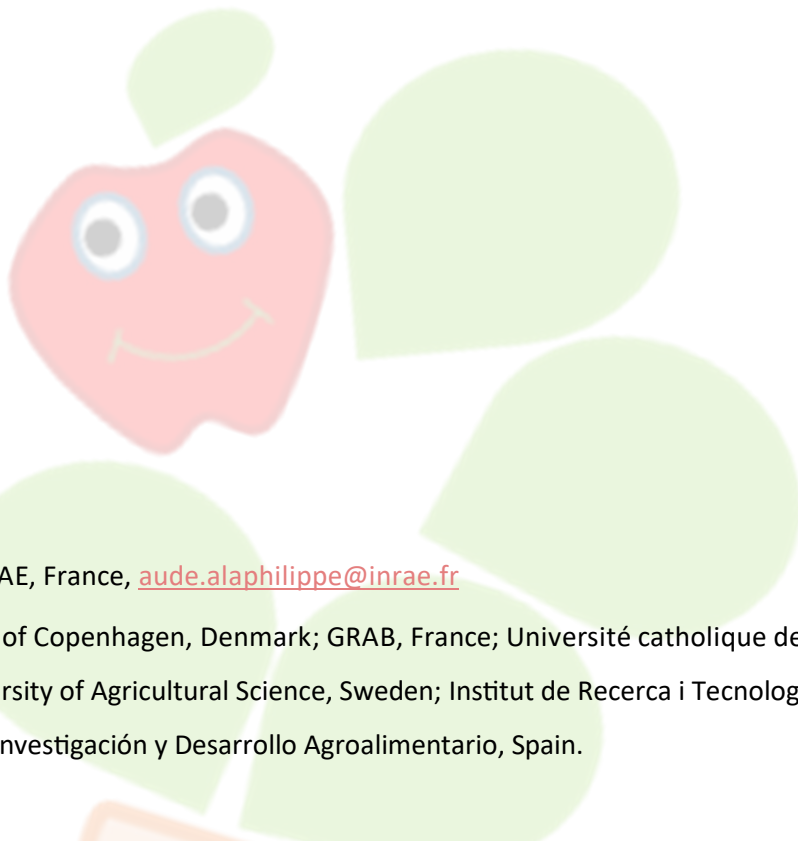 AE, France, aude.alaphilippe@inrae.fr
of Copenhagen, Denmark; GRAB, France; Université catholique de
rsity of Agricultural Science, Sweden; Institut de Recerca i Tecnolog
nvestigación y Desarrollo Agroalimentario, Spain.